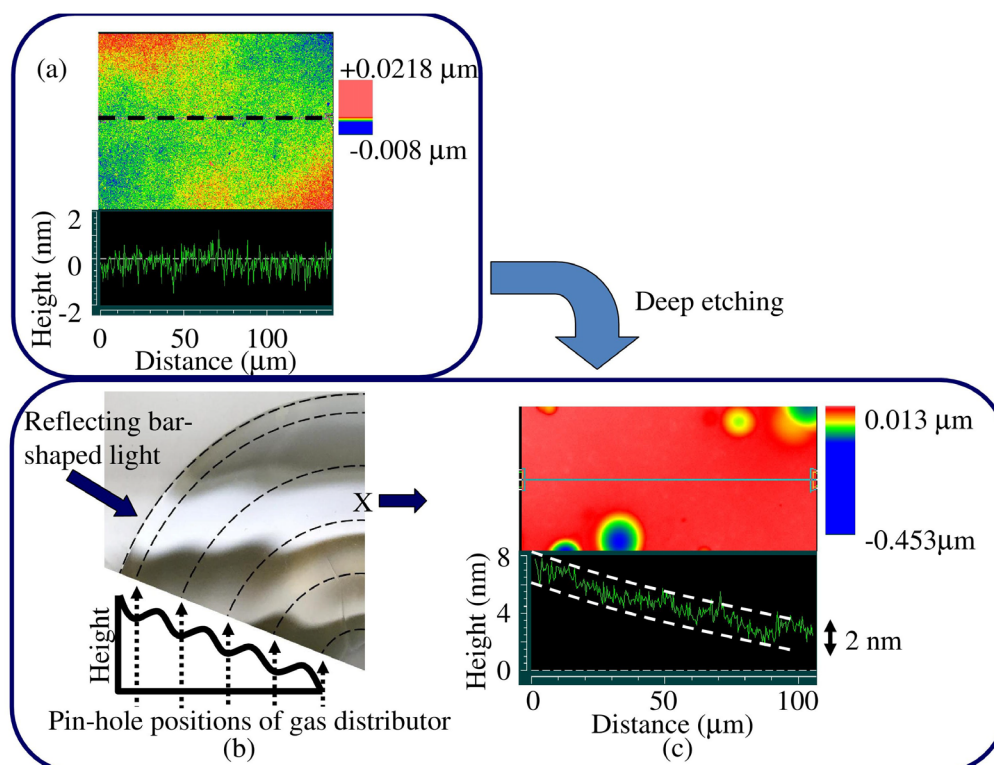 (a)
+0.0218 μm
-0.008 μm
2
0
-2
Height (nm)
0 50 100
Distance (μm)
Deep etching
Reflecting bar-
shaped light
X
Height
Pin-hole positions of gas distributor
(b)
0.013 μm
-0.453μm
8
4
0
Height (nm)
2 nm
0 50 100
Distance (μm)
(c)